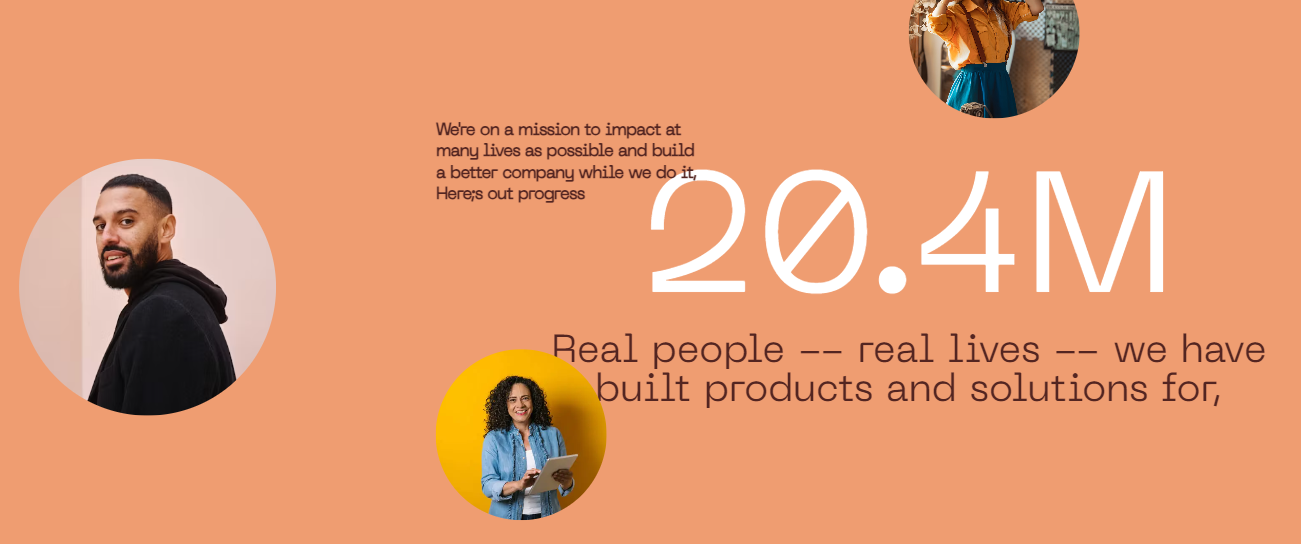 We're on a mission to impact at
many lives as possible and build
a better company while we do it,
Here;s out progress
20.4M
Real people -- real lives -- we have
built products and solutions for,